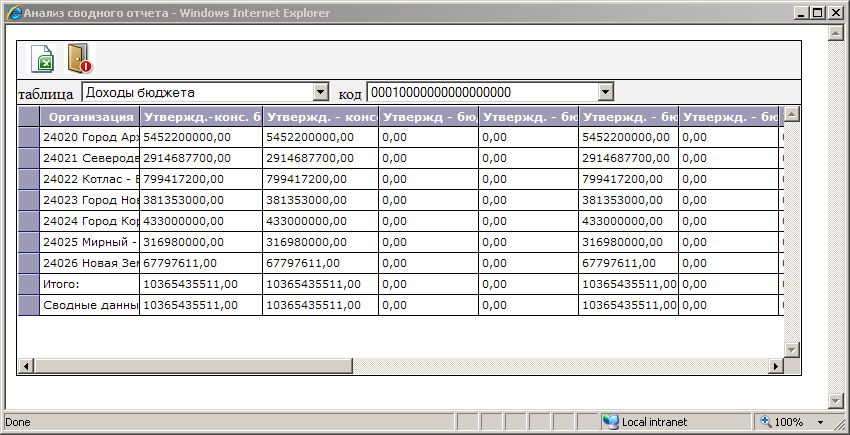 Анализ сводного отчета - Windows Internet Explorer
таблица Доходы бюджета код 00010000000000000000
Организация Утвержд.-конс. б Утвержд. - конс Утвержд - бю Утвержд. - бю Утвержд. - бю Утвержд. - бю
24020 Город Арх 5452200000,00 5452200000,00 0,00 0,00 5452200000,00 0,00
24021 Северодв 2914687700,00 2914687700,00 0,00 0,00 2914687700,00 0,00
24022 Котлас - 799417200,00 799417200,00 0,00 0,00 799417200,00 0,00
24023 Город Нов 381353000,00 381353000,00 0,00 0,00 381353000,00 0,00
24024 Город Кор 433000000,00 433000000,00 0,00 0,00 433000000,00 0,00
24025 Мирный - 316980000,00 316980000,00 0,00 0,00 316980000,00 0,00
24026 Новая Зем 67797611,00 67797611,00 0,00 0,00 67797611,00 0,00
Итого: 10365435511,00 10365435511,00 0,00 0,00 10365435511,00 0,00
Сводные данны 10365435511,00 10365435511,00 0,00 0,00 10365435511,00 0,00
Done Local intranet 100%